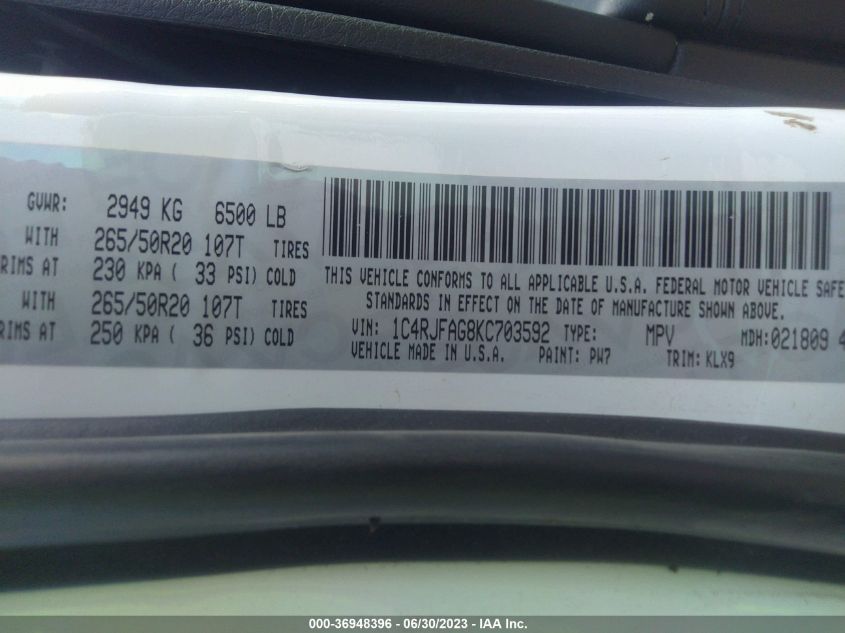 GVWR: 2949 KG 6500 LB
WITH 265/50R20 107T TIRES
RIMS AT 230 KPA ( 33 PSI) COLD
WITH 265/50R20 107T TIRES
RIMS AT 250 KPA ( 36 PSI) COLD
THIS VEHICLE CONFORMS TO ALL APPLICABLE U.S.A. FEDERAL MOTOR VEHICLE SAFE
STANDARDS IN EFFECT ON THE DATE OF MANUFACTURE SHOWN ABOVE.
VIN: 1C4RJFAG8KC703592 TYPE: MPV MDH:021809 4
VEHICLE MADE IN U.S.A. PAINT: PW7 TRIM: KLX9
000-36948396 - 06/30/2023 - IAA Inc.